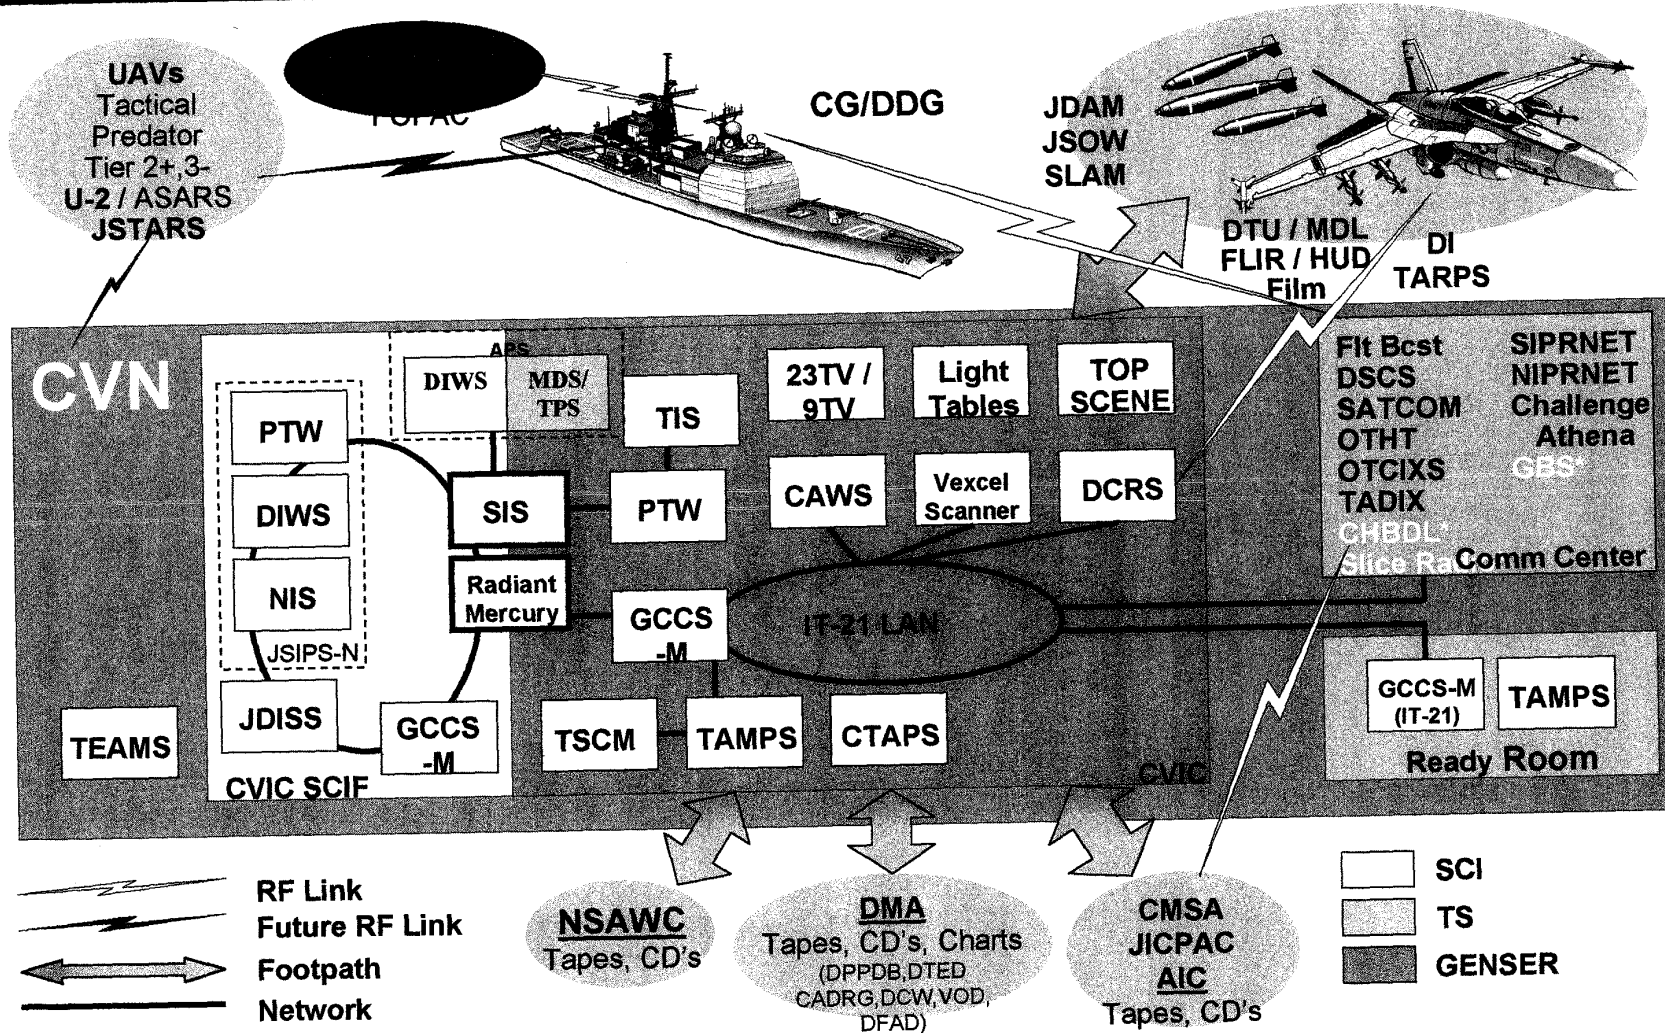 UAVs
Tactical
Predator
Tier 2+,3-
U-2 / ASARS
JSTARS
CG/DDG
JDAM
JSOW
SLAM
DTU / MDL
FLIR / HUD
Film
DI
TARPS
CVN
APS
DIWS
MDS/
TPS
PTW
DIWS
NIS
JSIPS-N
JDISS
GCCS
-M
CVIC SCIF
TEAMS
SIS
Radiant
Mercury
TIS
PTW
GCCS
-M
TSCM
TAMPS
CTAPS
23TV /
9TV
Light
Tables
TOP
SCENE
CAWS
Vexcel
Scanner
DCRS
IT-21 LAN
CVIC
Flt Bcst
DSCS
SATCOM
OTHT
OTCIXS
TADIX
CHBDL*
Slice
SIPRNET
NIPRNET
Challenge
Athena
GBS*
Comm Center
GCCS-M
(IT-21)
TAMPS
Ready Room
RF Link
Future RF Link
Footpath
Network
NSAWC
Tapes, CD's
DMA
Tapes, CD's, Charts
(DPPDB,DTED
CADRG,DCW,VOD,
DFAD)
CMSA
JICPAC
AIC
Tapes, CD's
SCI
TS
GENSER